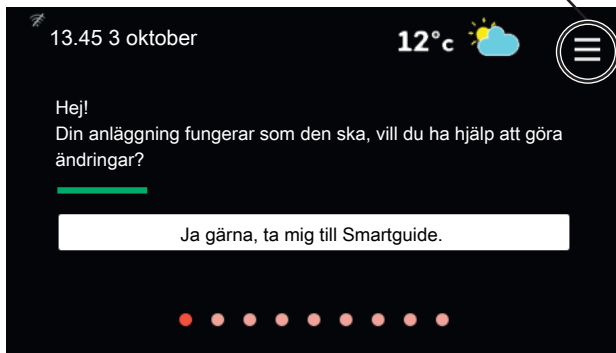 13.45 3 oktober
12°c
Hej!
Din anläggning fungerar som den ska, vill du ha hjälp att göra
ändringar?
Ja gärna, ta mig till Smartguide.